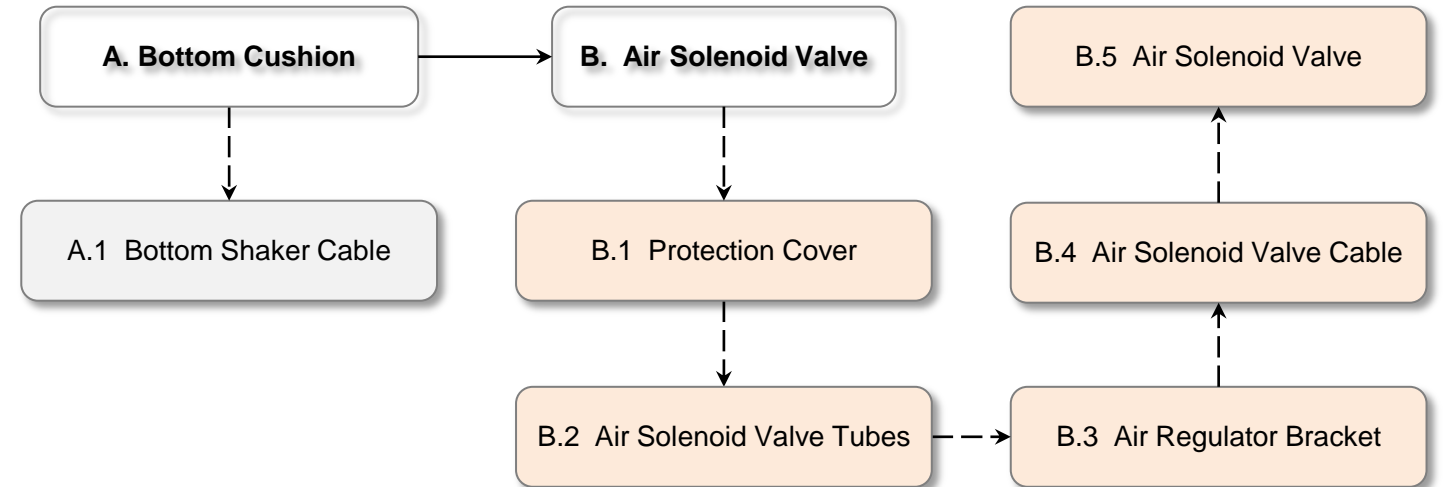 A. Bottom Cushion
B. Air Solenoid Valve
B.5 Air Solenoid Valve
A.1 Bottom Shaker Cable
B.1 Protection Cover
B.4 Air Solenoid Valve Cable
B.2 Air Solenoid Valve Tubes
B.3 Air Regulator Bracket